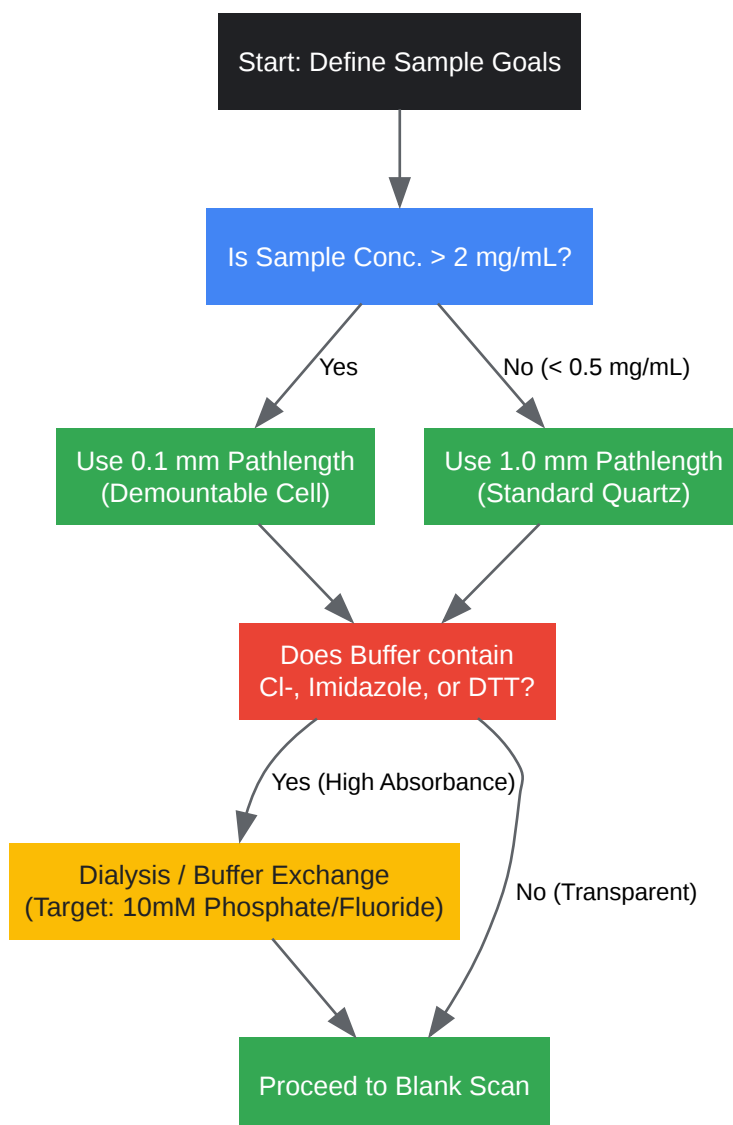 Start: Define Sample Goals
Is Sample Conc. > 2 mg/mL?
Yes
No (< 0.5 mg/mL)
Use 0.1 mm Pathlength
(Demountable Cell)
Use 1.0 mm Pathlength
(Standard Quartz)
Does Buffer contain
Cl-, Imidazole, or DTT?
Yes (High Absorbance)
Dialysis / Buffer Exchange
(Target: 10mM Phosphate/Fluoride)
No (Transparent)
Proceed to Blank Scan